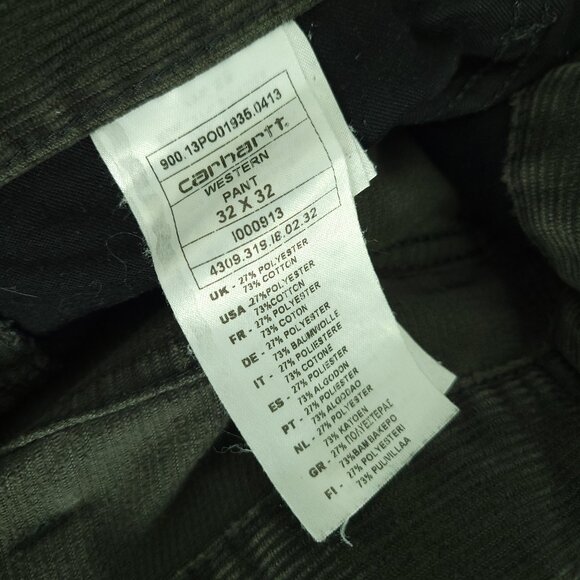 900.13PO01935.0413
carhartt
WESTERN
PANT
32 X 32
I000913
4309.319.I6.02.32
UK - 27% POLYESTER
73% COTTON
USA -27%POLYESTER
73%COTTON
FR - 27% POLYESTER
73% COTON
DE - 27% POLYESTER
73% BAUMWOLLE
IT - 27% POLIESTERE
73% COTONE
ES - 27% POLIESTER
73% ALGODON
PT - 27% POLIESTER
73% ALGODAO
NL - 27% POLYESTER
73% KATOEN
GR - 27% ΠΟΛΥΕΣΤΕΡΑΣ
73%BAMBAKEPO
FI - 27% POLYESTERI
73% PUUVILLAA